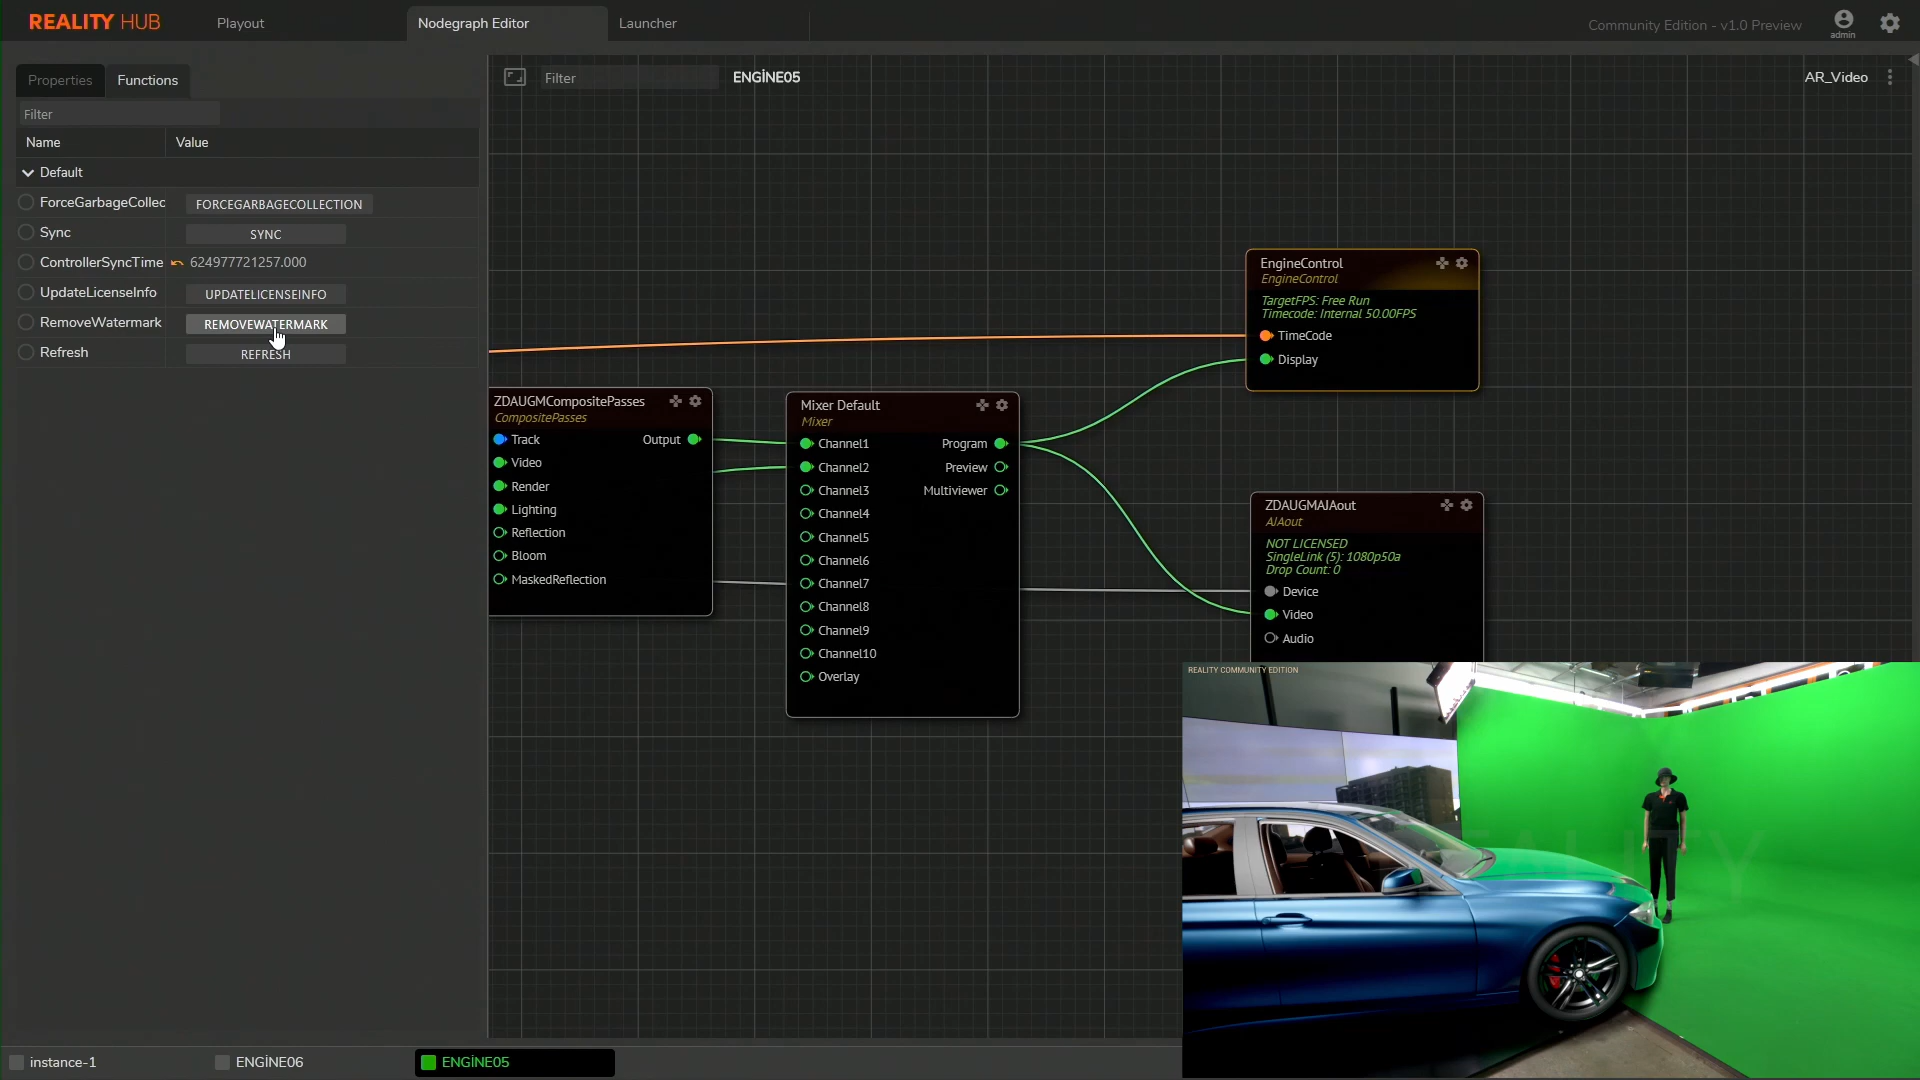 REALITY HUB
Playout
Nodegraph Editor
Launcher
Community Edition - v1.0 Preview
admin
Properties
Functions
Filter
Name
Value
Default
ForceGarbageCollec
FORCEGARBAGECOLLECTION
Sync
SYNC
ControllerSyncTime
624977721257.000
UpdateLicenseInfo
UPDATELICENSEINFO
RemoveWatermark
REMOVEWATERMARK
Refresh
REFRESH
Filter
ENGİNE05
AR_Video
ZDAUGMCompositePasses
CompositePasses
Track
Output
Video
Render
Lighting
Reflection
Bloom
MaskedReflection
Mixer Default
Mixer
Channel1
Program
Channel2
Preview
Channel3
Multiviewer
Channel4
Channel5
Channel6
Channel7
Channel8
Channel9
Channel10
Overlay
EngineControl
EngineControl
TargetFPS: Free Run
Timecode: Internal 50.00FPS
TimeCode
Display
ZDAUGMAJAout
AJAout
NOT LICENSED
SingleLink (5): 1080p50a
Drop Count: 0
Device
Video
Audio
REALITY COMMUNITY EDITION
REALITY
instance-1
ENGİNE06
ENGİNE05